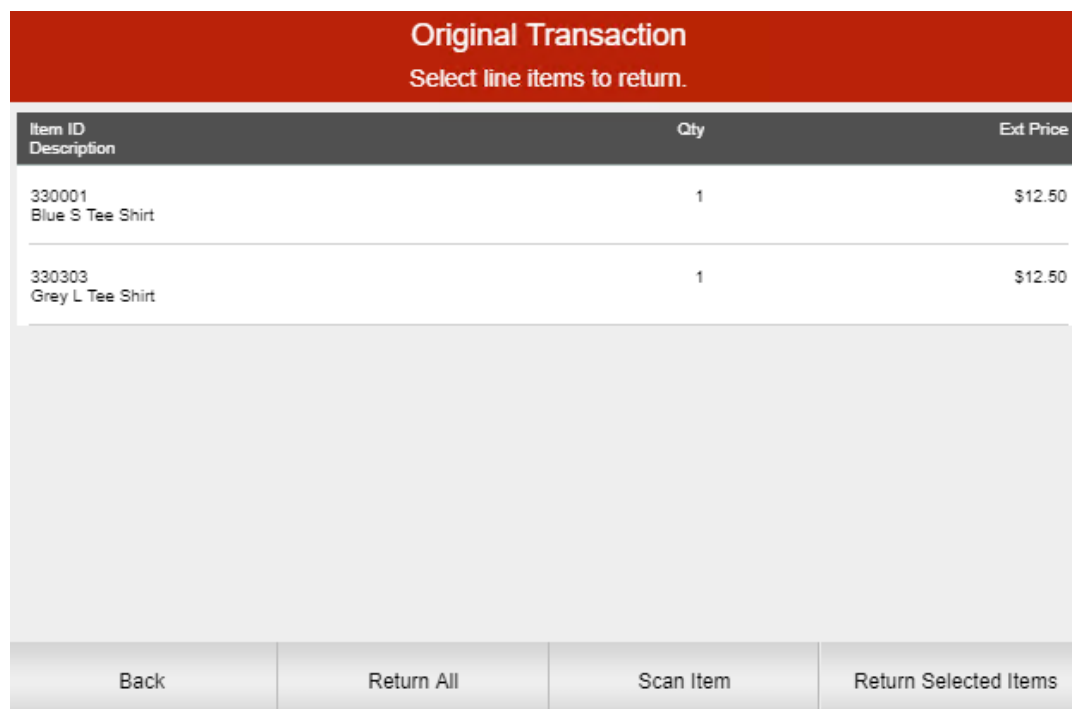 Original Transaction
Select line items to return.
Item ID Qty Ext Price
Description
330001 1 $12.50
Blue S Tee Shirt
330303 1 $12.50
Grey L Tee Shirt
Back Return All Scan Item Return Selected Items